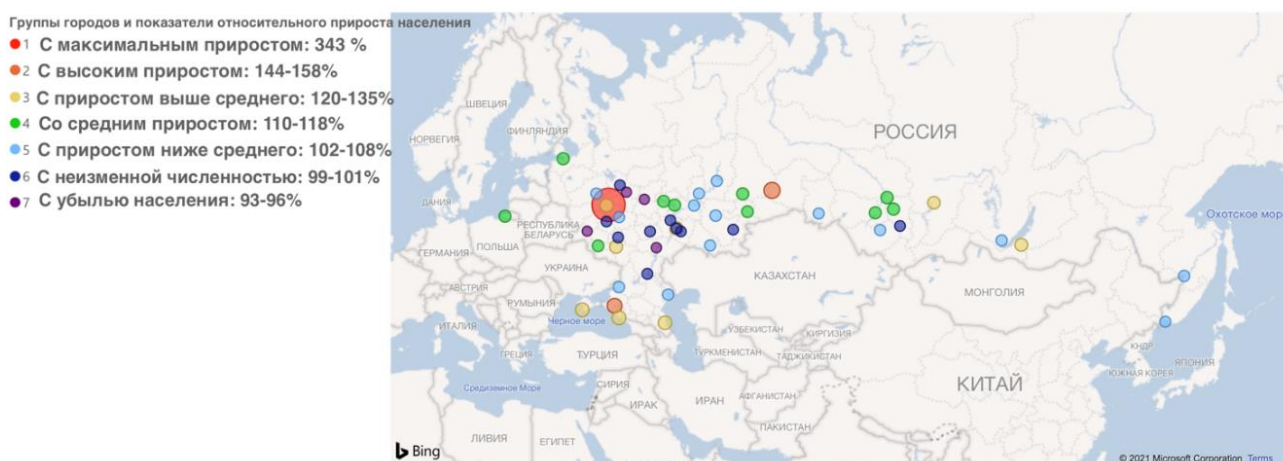 Группы городов и показатели относительного прироста населения
1 С максимальным приростом: 343 %
2 С высоким приростом: 144-158%
3 С приростом выше среднего: 120-135%
4 Со средним приростом: 110-118%
5 С приростом ниже среднего: 102-108%
6 С неизменной численностью: 99-101%
7 С убылью населения: 93-96%
ШВЕЦИЯ
ФИНЛЯНДИЯ
НОРВЕГИЯ
РОССИЯ
ДАНИЯ
Охотское море
РЕСПУБЛИКА
БЕЛАРУСЬ
ПОЛЬША
ГЕРМАНИЯ
УКРАИНА
КАЗАХСТАН
АВСТРИЯ
МОНГОЛИЯ
РУМЫНИЯ
Черное море
ИТАЛИЯ
УЗБЕКИСТАН
КИРГИЗИЯ
КНДР
ГРЕЦИЯ
ТУРЦИЯ
ТУРКМЕНИСТАН
ТАДЖИКИСТАН
ЯПОНИЯ
ЮЖНАЯ КОРЕЯ
Средиземное Море
СИРИЯ
КИТАЙ
ИРАК
ИРАН
АФГАНИСТАН
ПАКИСТАН
ЛИВИЯ
ЕГИПЕТ
Bing
© 2021 Microsoft Corporation Terms